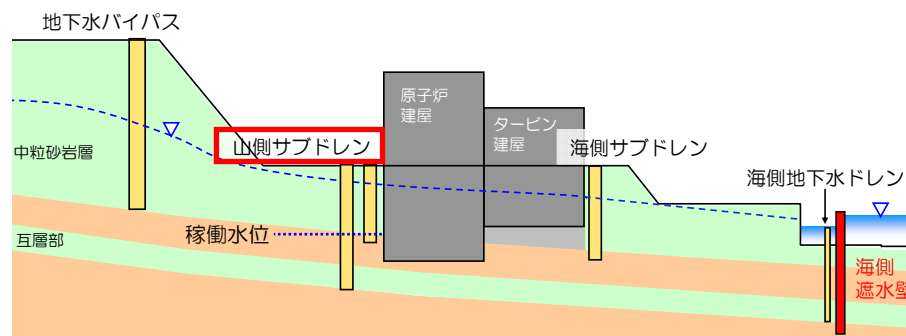 地下水バイパス
原子炉
建屋
タービン
建屋
山側サブドレン
海側サブドレン
中粒砂岩層
海側地下水ドレン
稼働水位
互層部
海側
遮水壁